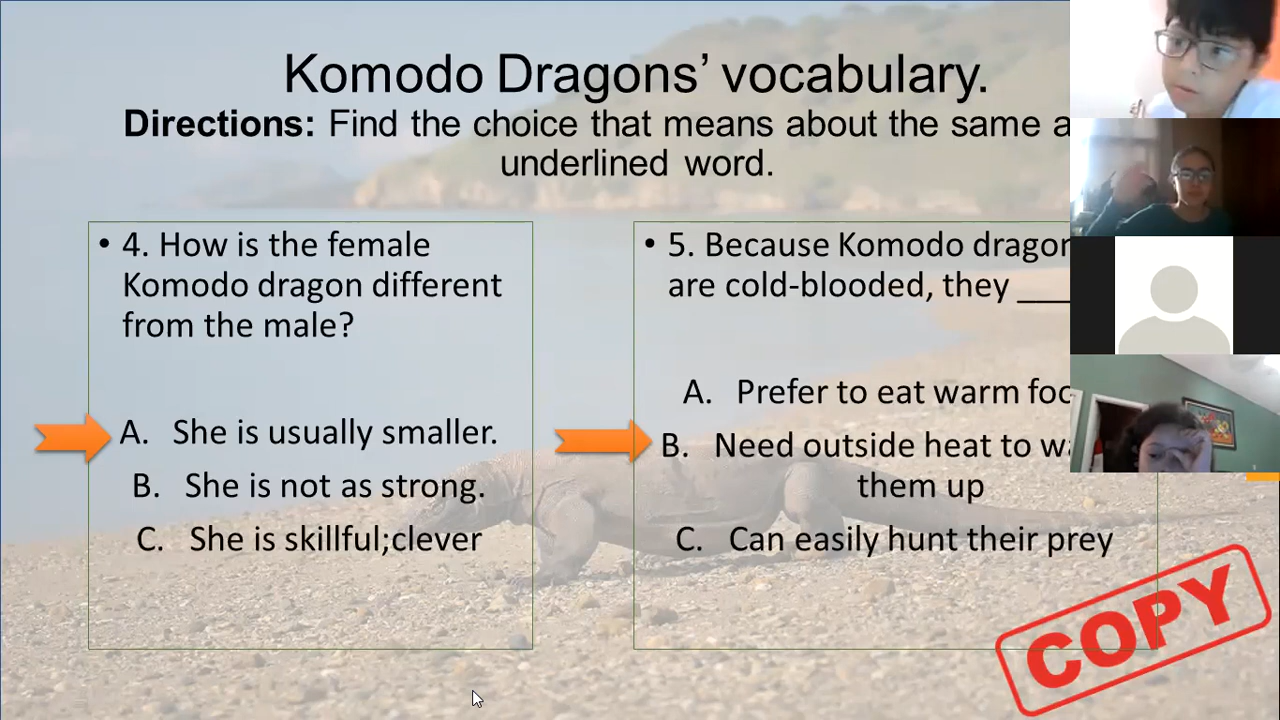 Komodo Dragons’ vocabulary.
Directions: Find the choice that means about the same a
underlined word.
• 4. How is the female
Komodo dragon different
from the male?
A. She is usually smaller.
B. She is not as strong.
C. She is skillful;clever
• 5. Because Komodo dragon
are cold-blooded, they ___
A. Prefer to eat warm
B. Need outside heat to
them up
C. Can easily hunt their prey
COPY